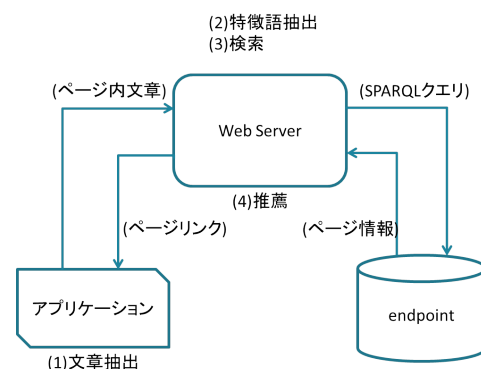 (2)特徴語抽出
(3)検索
(ページ内文章)
(SPARQLクエリ)
Web Server
(4)推薦
(ページリンク)
(ページ情報)
アプリケーション
endpoint
(1)文章抽出